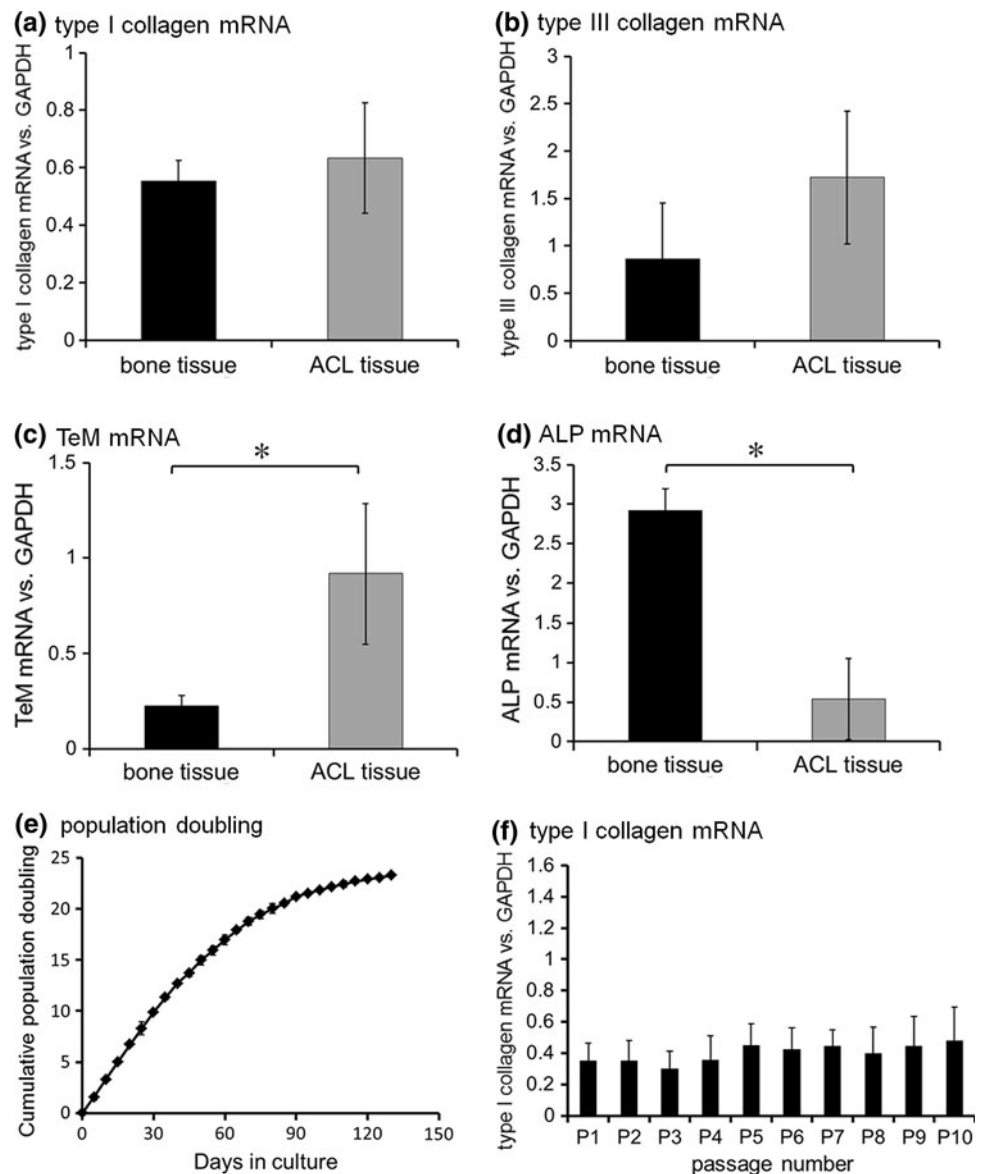 (a) type I collagen mRNA
type I collagen mRNA vs. GAPDH
1
0.8
0.6
0.4
0.2
0
bone tissue ACL tissue
(b) type III collagen mRNA
type III collagen mRNA vs. GAPDH
3
2.5
2
1.5
1
0.5
0
bone tissue ACL tissue
(c) TeM mRNA
TeM mRNA vs. GAPDH
1.5
1
0.5
0
*
bone tissue ACL tissue
(d) ALP mRNA
ALP mRNA vs. GAPDH
3.5
3
2.5
2
1.5
1
0.5
0
*
bone tissue ACL tissue
(e) population doubling
Cumulative population doubling
25
20
15
10
5
0
0 30 60 90 120 150
Days in culture
(f) type I collagen mRNA
type I collagen mRNA vs. GAPDH
1.6
1.4
1.2
1
0.8
0.6
0.4
0.2
0
P1 P2 P3 P4 P5 P6 P7 P8 P9 P10
passage number